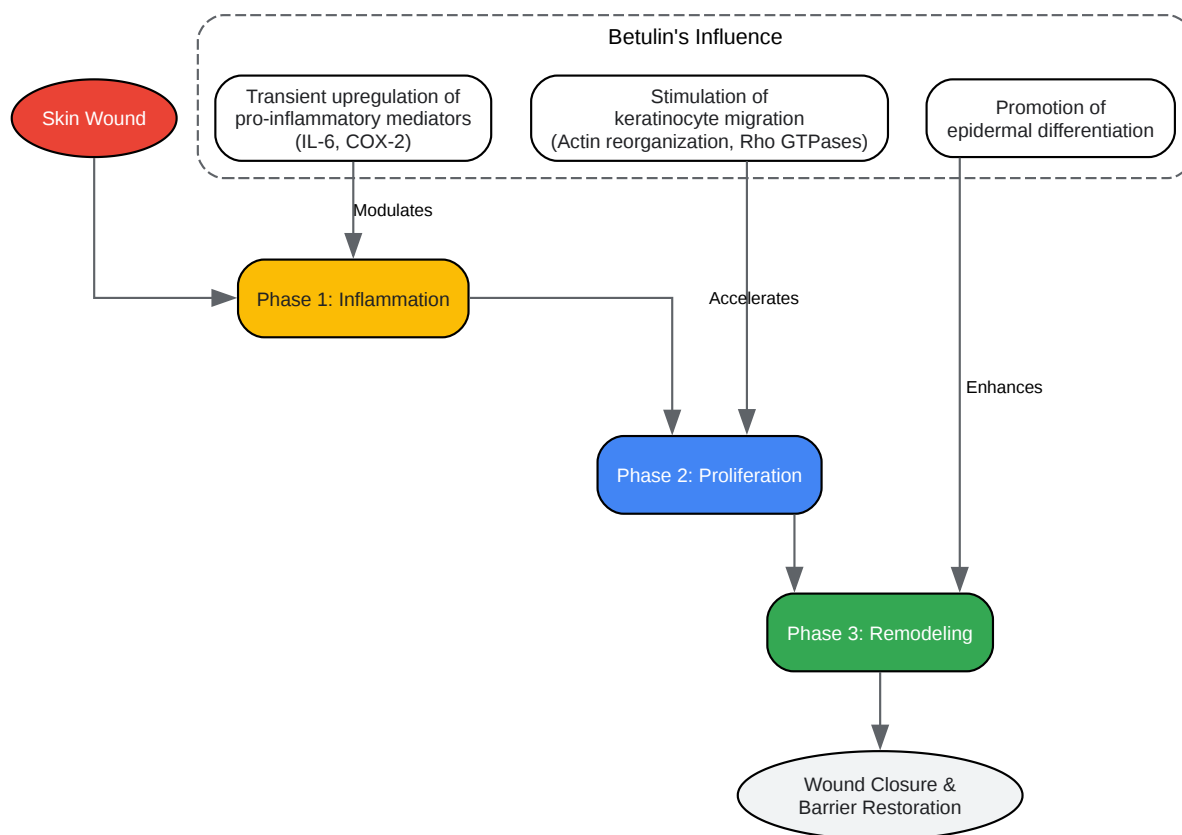 Betulin's Influence
Skin Wound
Transient upregulation of
pro-inflammatory mediators
(IL-6, COX-2)
Stimulation of
keratinocyte migration
(Actin reorganization, Rho GTPases)
Promotion of
epidermal differentiation
Modulates
Phase 1: Inflammation
Accelerates
Enhances
Phase 2: Proliferation
Phase 3: Remodeling
Wound Closure &
Barrier Restoration